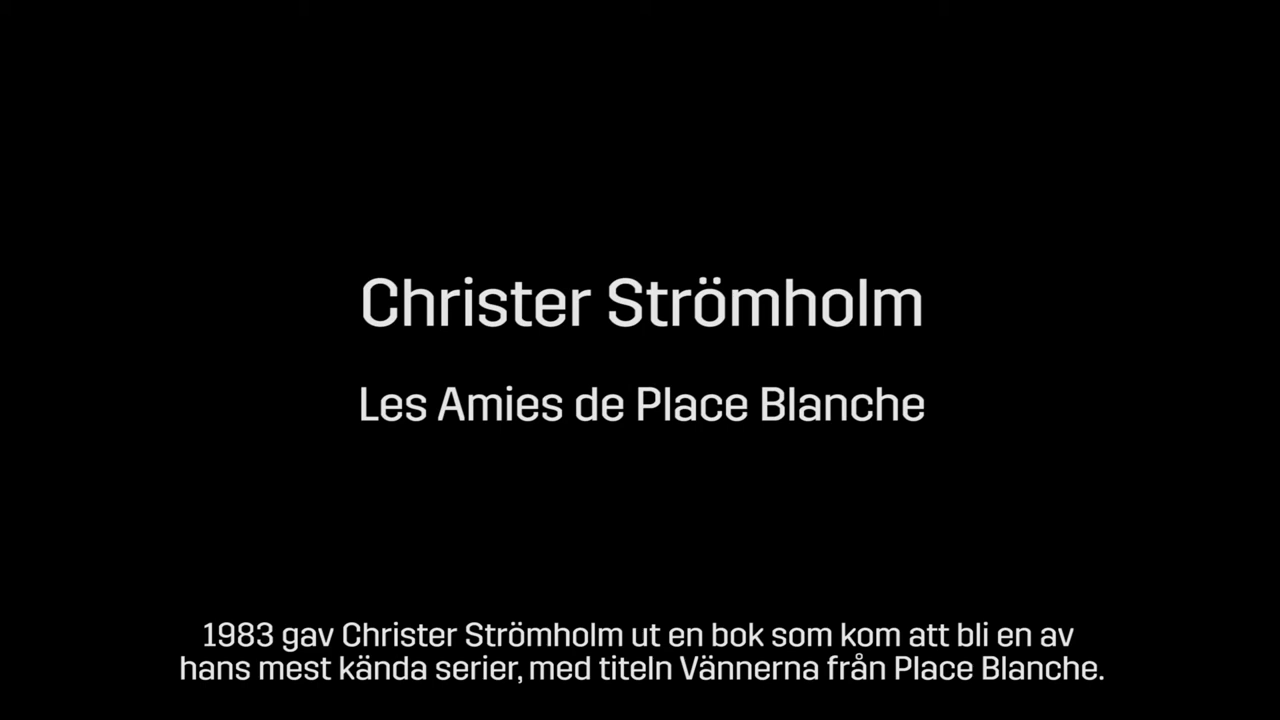 Christer Strömholm
Les Amies de Place Blanche
1983 gav Christer Strömholm ut en bok som kom att bli en av
hans mest kända serier, med titeln Vännerna från Place Blanche.